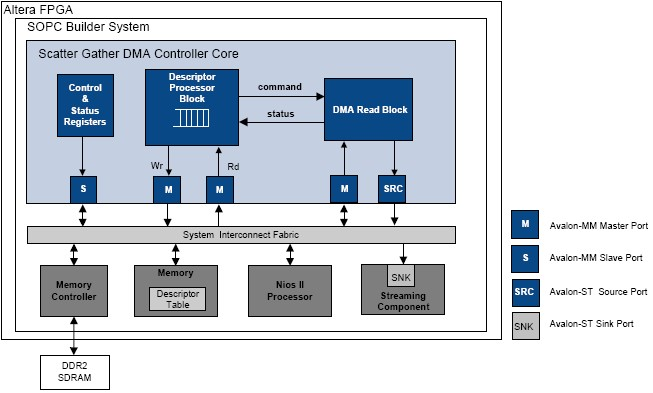 Altera FPGA
SOPC Builder System
Scatter Gather DMA Controller Core
Control
&
Status
Registers
Descriptor
Processor
Block
command
status
DMA Read Block
Wr
Rd
S
M
M
M
SRC
System Interconnect Fabric
Memory
Controller
Memory
Descriptor
Table
Nios II
Processor
SNK
Streaming
Component
DDR2
SDRAM
M Avalon-MM Master Port
S Avalon-MM Slave Port
SRC Avalon-ST Source Port
SNK Avalon-ST Sink Port